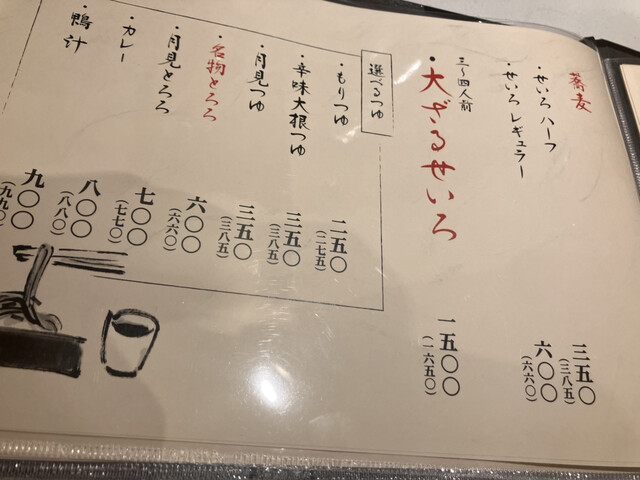 蕎麦
・せいろ ハーフ 三五〇 (三八五)
・せいろ レギュラー 六〇〇 (六六〇)
三〜四人前
・大ざるせいろ 一五〇〇 (一六五〇)
選べるつゆ
・もりつゆ 二五〇 (二七五)
・辛味大根つゆ 三五〇 (三八五)
・月見つゆ 三五〇 (三八五)
・名物とろろ 六〇〇 (六六〇)
・月見とろろ 七〇〇 (七七〇)
・カレー 八〇〇 (八八〇)
・鴨汁 九〇〇 (九九〇)